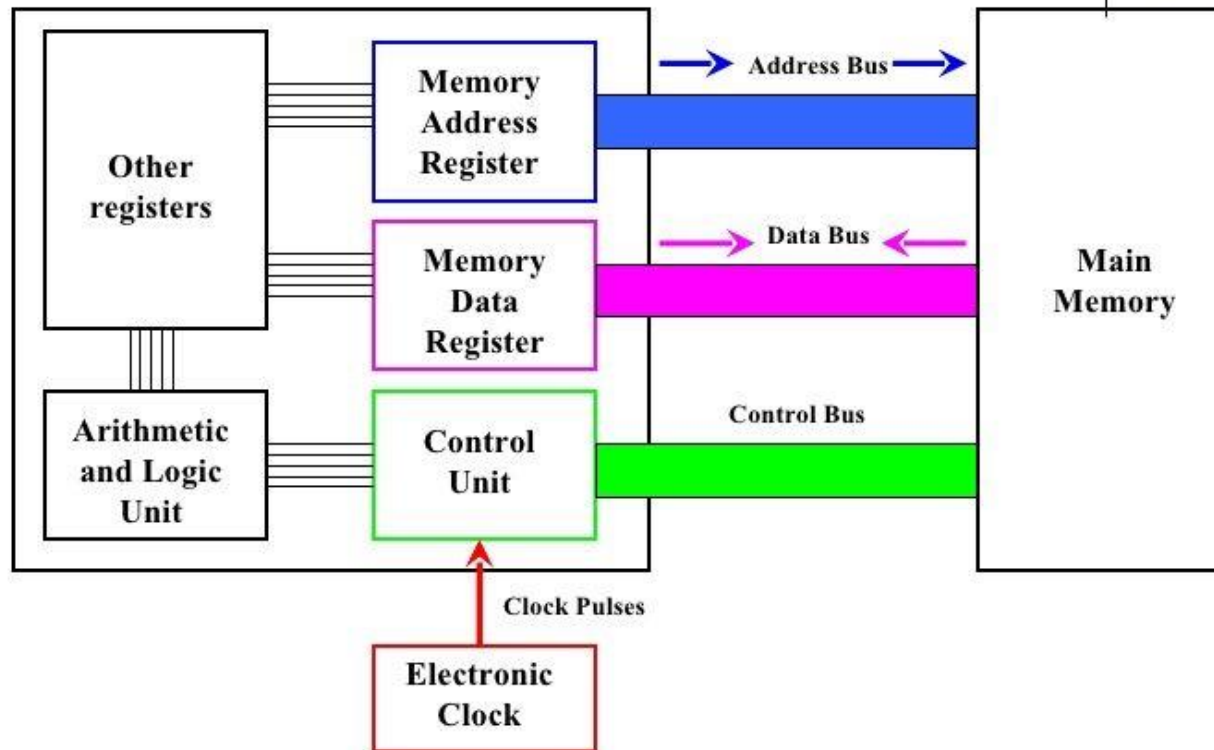 Other
registers
Memory
Address
Register
Address Bus
Memory
Data
Register
Data Bus
Main
Memory
Arithmetic
and Logic
Unit
Control
Unit
Control Bus
Clock Pulses
Electronic
Clock